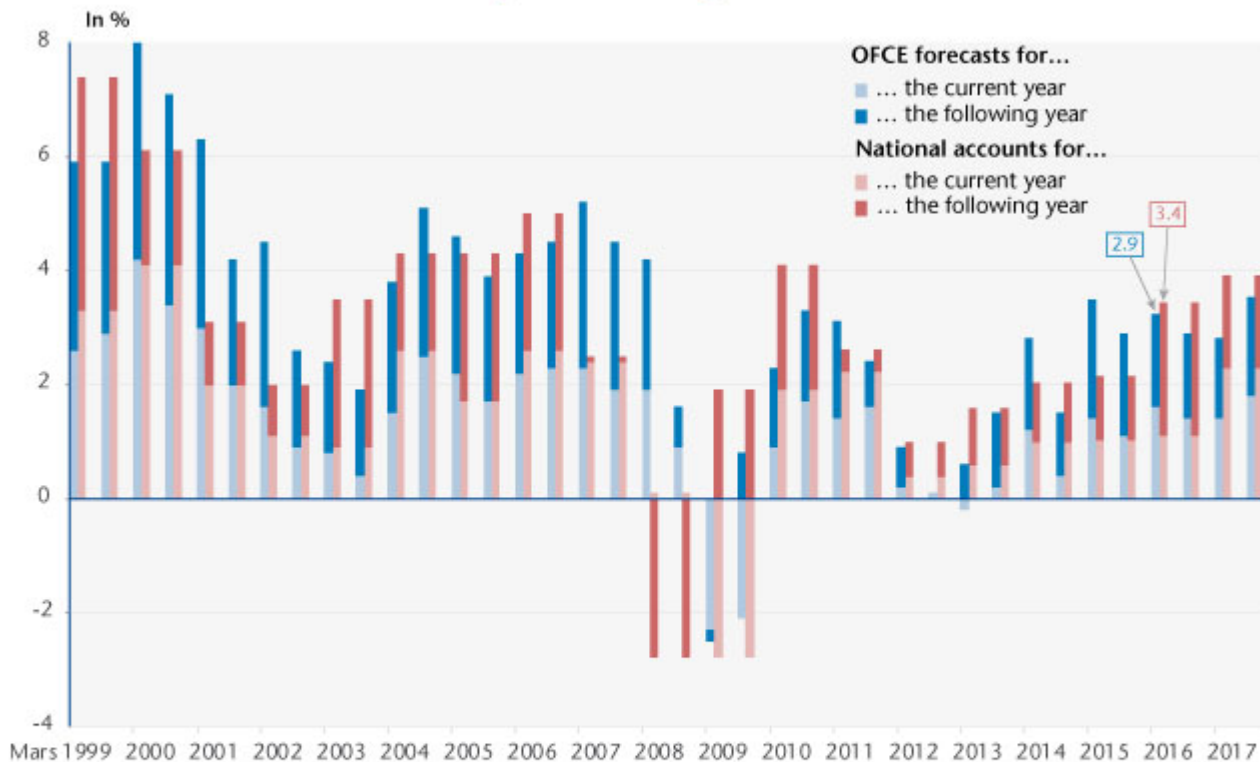 In %
8
6
4
2
0
-2
-4
OFCE forecasts for...
... the current year
... the following year
National accounts for...
... the current year
... the following year
2.9
3.4
Mars 1999 2000 2001 2002 2003 2004 2005 2006 2007 2008 2009 2010 2011 2012 2013 2014 2015 2016 2017